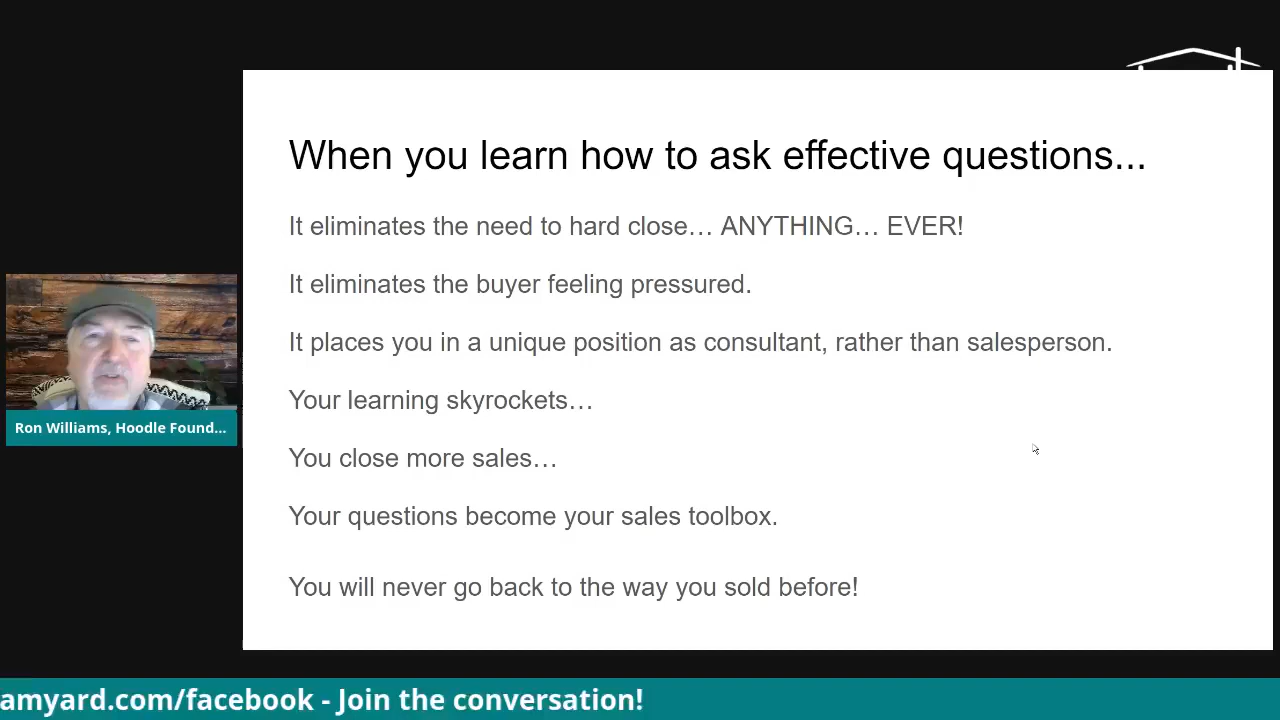 When you learn how to ask effective questions...
It eliminates the need to hard close… ANYTHING… EVER!
It eliminates the buyer feeling pressured.
It places you in a unique position as consultant, rather than salesperson.
Your learning skyrockets…
You close more sales…
Your questions become your sales toolbox.
You will never go back to the way you sold before!
Ron Williams, Hoodle Found...
amyard.com/facebook - Join the conversation!